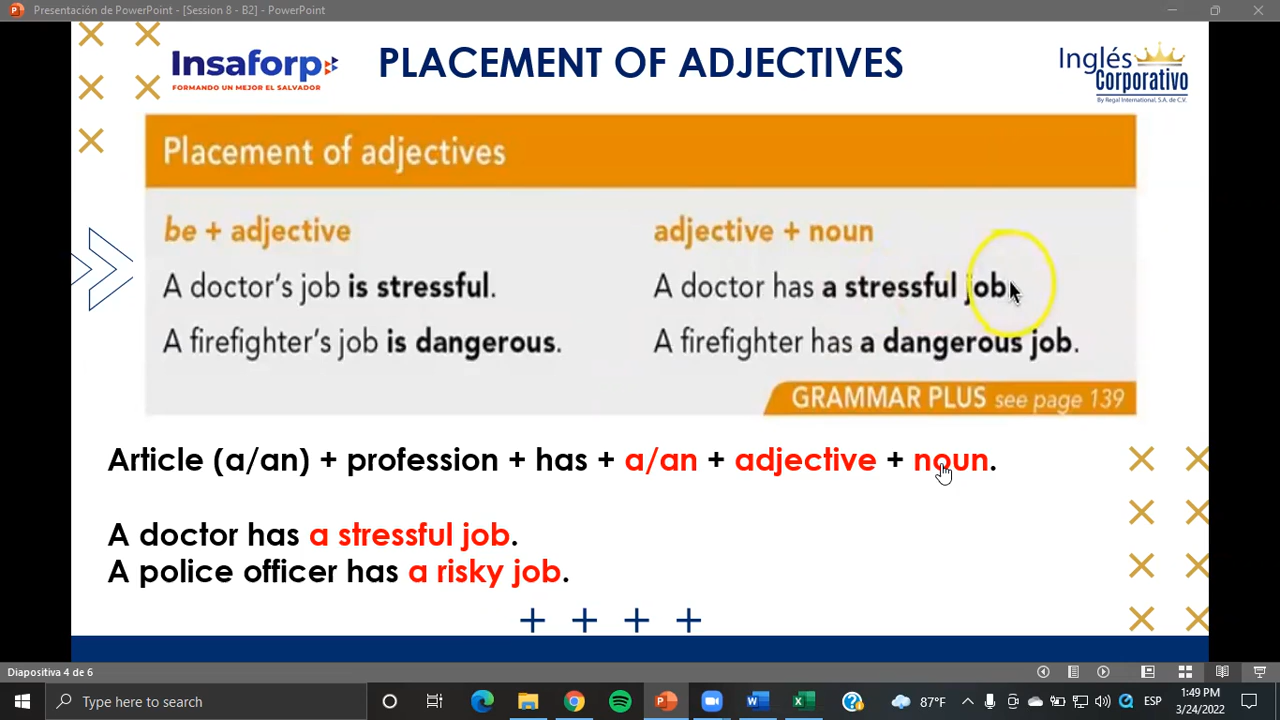 Presentación de PowerPoint - [Session 8 - B2] - PowerPoint
Insaforp
FORMANDO UN MEJOR EL SALVADOR
PLACEMENT OF ADJECTIVES
Inglés
Corporativo
By Regal International, S.A. de C.V.
Placement of adjectives
be + adjective
A doctor's job is stressful.
A firefighter's job is dangerous.
adjective + noun
A doctor has a stressful job.
A firefighter has a dangerous job.
GRAMMAR PLUS see page 139
Article (a/an) + profession + has + a/an + adjective + noun.
A doctor has a stressful job.
A police officer has a risky job.
Diapositiva 4 de 6
Type here to search
87°F
ESP
1:49 PM
3/24/2022